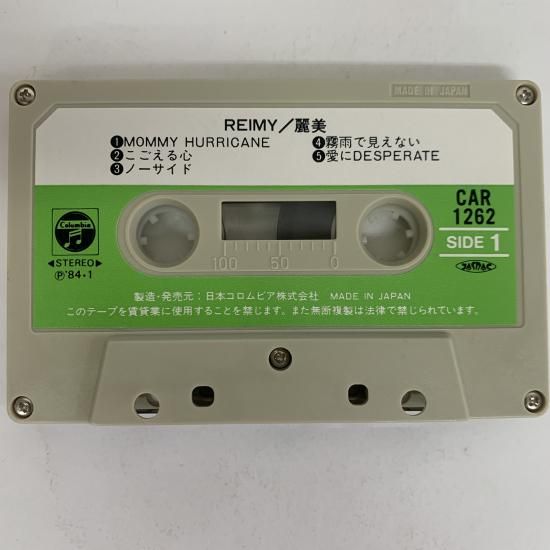 MADE IN JAPAN
REIMY／麗美
❶MOMMY HURRICANE
❷こごえる心
❸ノーサイド
❹霧雨で見えない
❺愛にDESPERATE
CAR
1262
SIDE 1
Columbia
◀STEREO▶
Ⓟ'84·1
100 50 0
製造・発売元：日本コロムビア株式会社 MADE IN JAPAN
このテープを賃貸業に使用することを禁じます。また無断複製は法律で禁じられています。